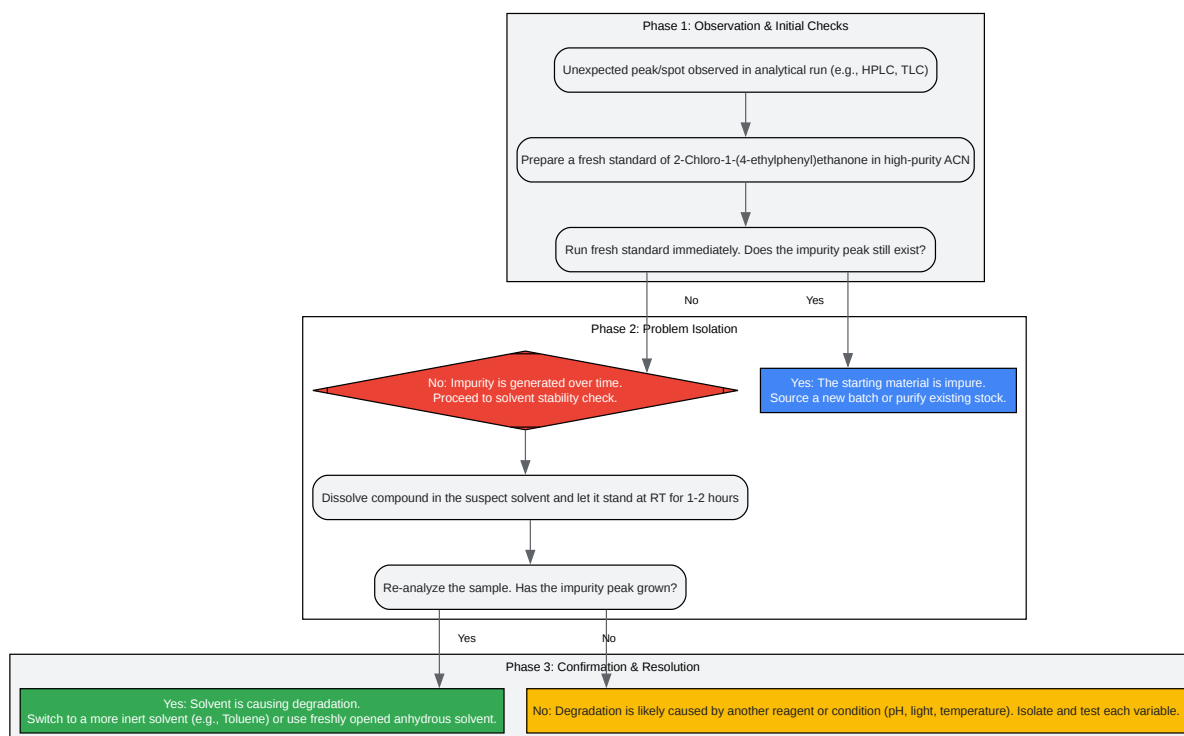 Phase 1: Observation & Initial Checks
Unexpected peak/spot observed in analytical run (e.g., HPLC, TLC)
Prepare a fresh standard of 2-Chloro-1-(4-ethylphenyl)ethanone in high-purity ACN
Run fresh standard immediately. Does the impurity peak still exist?
No
Yes
Phase 2: Problem Isolation
No: Impurity is generated over time.
Proceed to solvent stability check.
Yes: The starting material is impure.
Source a new batch or purify existing stock.
Dissolve compound in the suspect solvent and let it stand at RT for 1-2 hours
Re-analyze the sample. Has the impurity peak grown?
Yes
No
Phase 3: Confirmation & Resolution
Yes: Solvent is causing degradation.
Switch to a more inert solvent (e.g., Toluene) or use freshly opened anhydrous solvent.
No: Degradation is likely caused by another reagent or condition (pH, light, temperature). Isolate and test each variable.